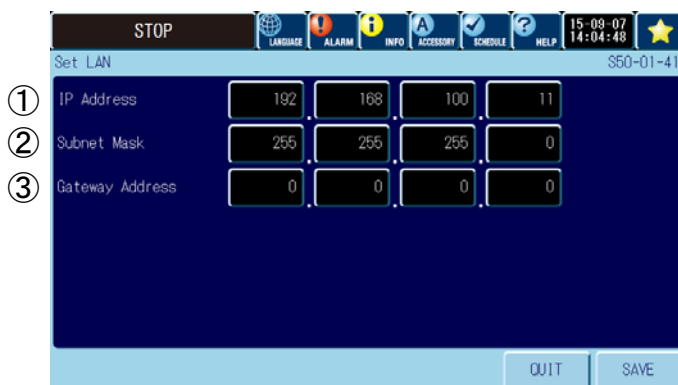 STOP LANGUAGE ALARM INFO A ACCESSORY SCHEDULE ? HELP 15-09-07
14:04:48
Set LAN S50-01-41
① IP Address 192 . 168 . 100 . 11
② Subnet Mask 255 . 255 . 255 . 0
③ Gateway Address 0 . 0 . 0 . 0
QUIT SAVE